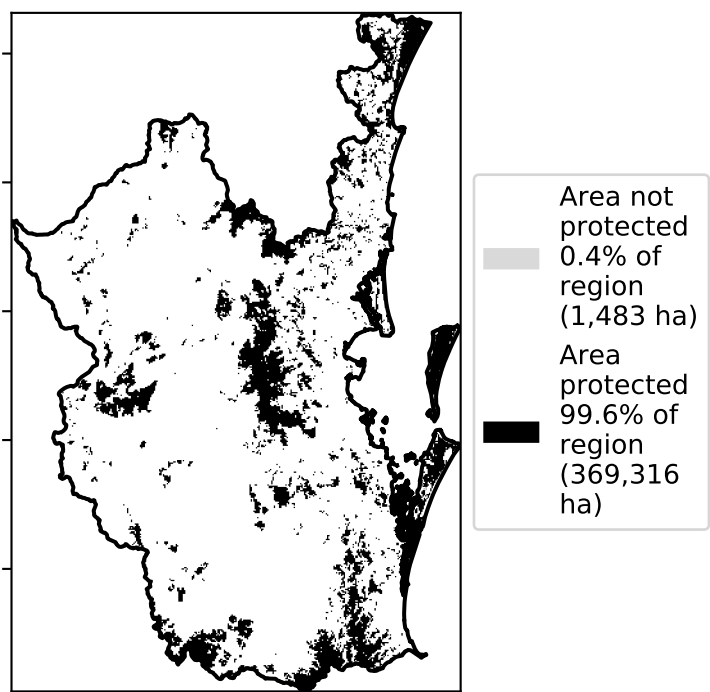 Area not
protected
0.4% of
region
(1,483 ha)
Area
protected
99.6% of
region
(369,316
ha)